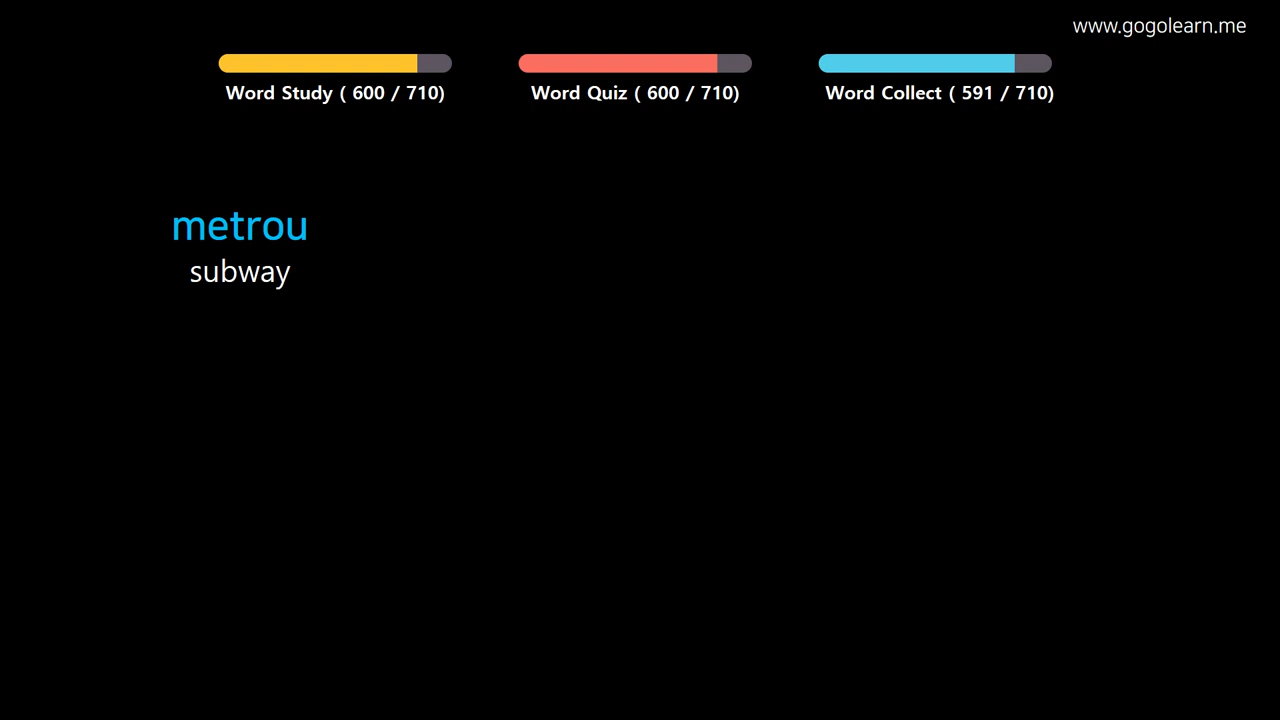 www.gogolearn.me
Word Study ( 600 / 710)
Word Quiz ( 600 / 710)
Word Collect ( 591 / 710)
metrou
subway